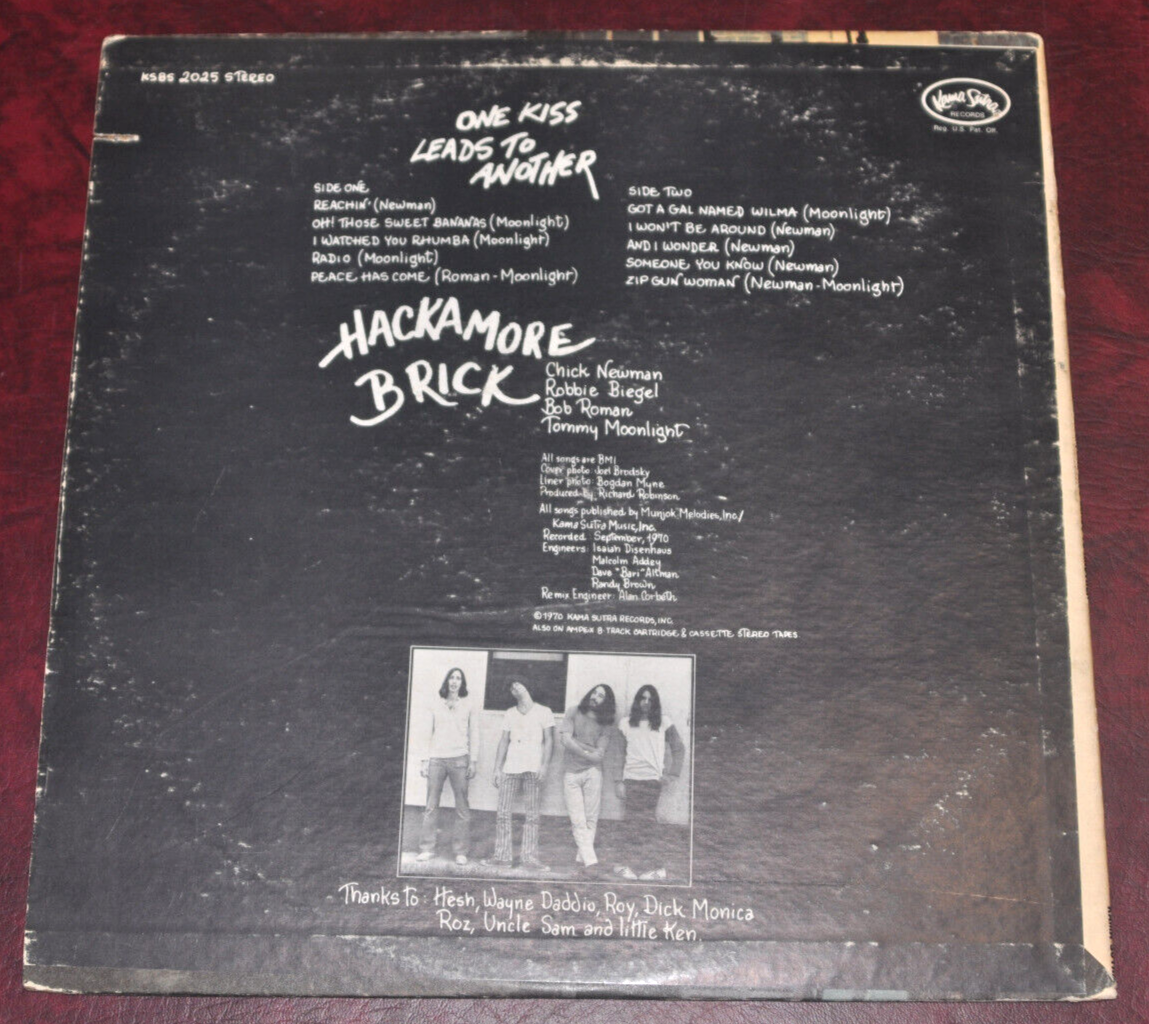 KSBS 2025 STEREO
Kama Sutra
RECORDS
Reg. U.S. Pat. Off.
ONE KISS
LEADS TO
ANOTHER
SIDE ONE
REACHIN' (Newman)
OH! THOSE SWEET BANANAS (Moonlight)
I WATCHED YOU RHUMBA (Moonlight)
RADIO (Moonlight)
PEACE HAS COME (Roman-Moonlight)
SIDE TWO
GOT A GAL NAMED WILMA (Moonlight)
I WON'T BE AROUND (Newman)
AND I WONDER (Newman)
SOMEONE YOU KNOW (Newman)
ZIP GUN WOMAN (Newman-Moonlight)
HACKAMORE
BRICK
Chick Newman
Robbie Biegel
Bob Roman
Tommy Moonlight
All songs are BMI
Cover photo: Joel Brodsky
Liner photo: Bogdan Myne
Produced By: Richard Robinson
All songs published by Munjok Melodies, Inc./
Kama Sutra Music, Inc.
Recorded: September, 1970
Engineers: Isaiah Disenhaus
Malcolm Addey
Dave "Bari" Altman
Randy Brown
Remix Engineer: Alan Corbeth
©1970 KAMA SUTRA RECORDS, INC.
ALSO ON AMPEX 8 TRACK CARTRIDGE & CASSETTE STEREO TAPES
Thanks to: Hesh, Wayne Daddio, Roy, Dick Monica
Roz, Uncle Sam and little Ken.